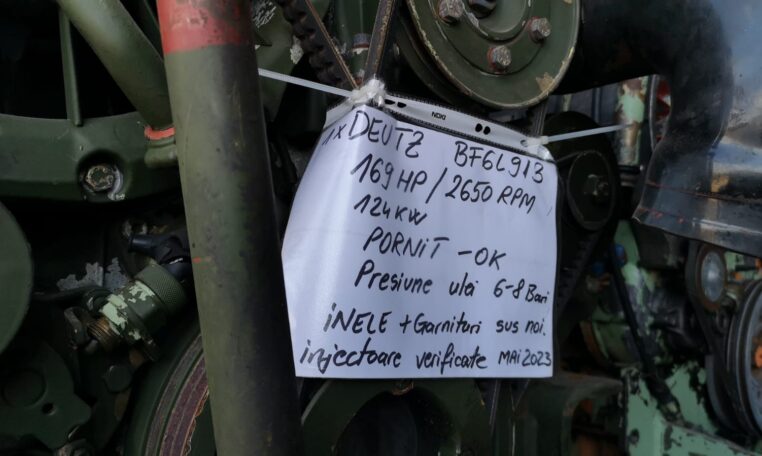 NOKI
1x DEUTZ BF6L913
169 HP / 2650 RPM
124 KW
PORNIT - OK
Presiune ulei 6-8 Bari
iNELE + Garnituri sus noi.
injectoare verificate MAI 2023